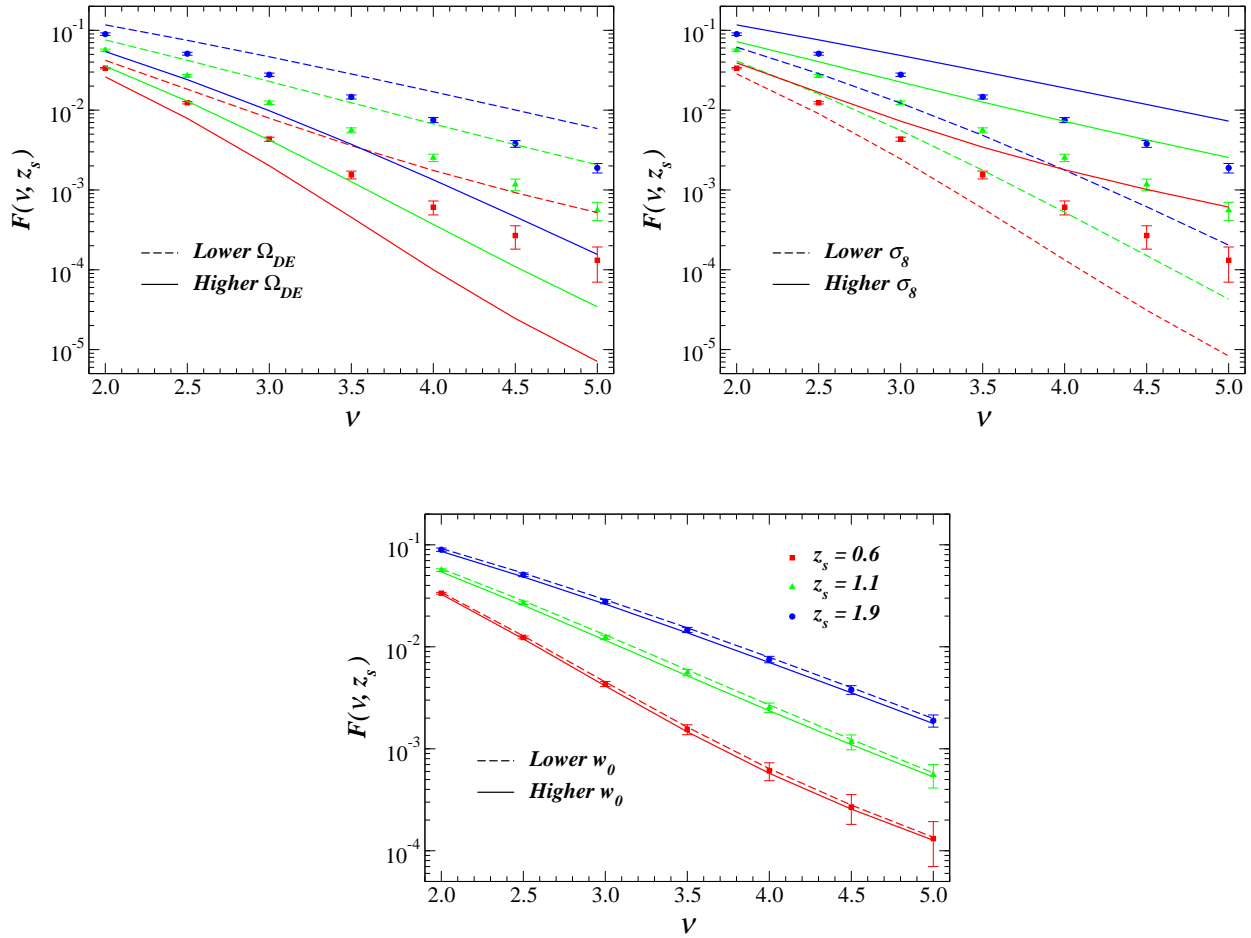 10⁻¹
10⁻²
10⁻³
10⁻⁴
10⁻⁵
F(ν, z_s)
2.0 2.5 3.0 3.5 4.0 4.5 5.0
ν
Lower Ω_DE
Higher Ω_DE
10⁻¹
10⁻²
10⁻³
10⁻⁴
10⁻⁵
F(ν, z_s)
2.0 2.5 3.0 3.5 4.0 4.5 5.0
ν
Lower σ_8
Higher σ_8
10⁻¹
10⁻²
10⁻³
10⁻⁴
F(ν, z_s)
2.0 2.5 3.0 3.5 4.0 4.5 5.0
ν
z_s = 0.6
z_s = 1.1
z_s = 1.9
Lower w_0
Higher w_0